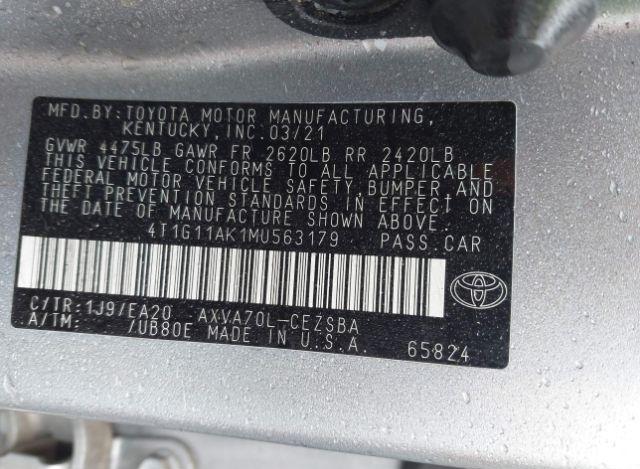 MFD.BY:TOYOTA MOTOR MANUFACTURING,
KENTUCKY, INC.03/21
GVWR 4475LB GAWR FR 2620LB RR 2420LB
THIS VEHICLE CONFORMS TO ALL APPLICABLE
FEDERAL MOTOR VEHICLE SAFETY,BUMPER, AND
THEFT PREVENTION STANDARDS IN EFFECT ON
THE DATE OF MANUFACTURE SHOWN ABOVE.
4T1G11AK1MU563179 PASS.CAR
C/TR:1J9/EA20 AXVA70L-CEZSBA
A/TM: /UB80E MADE IN U.S.A. 65824